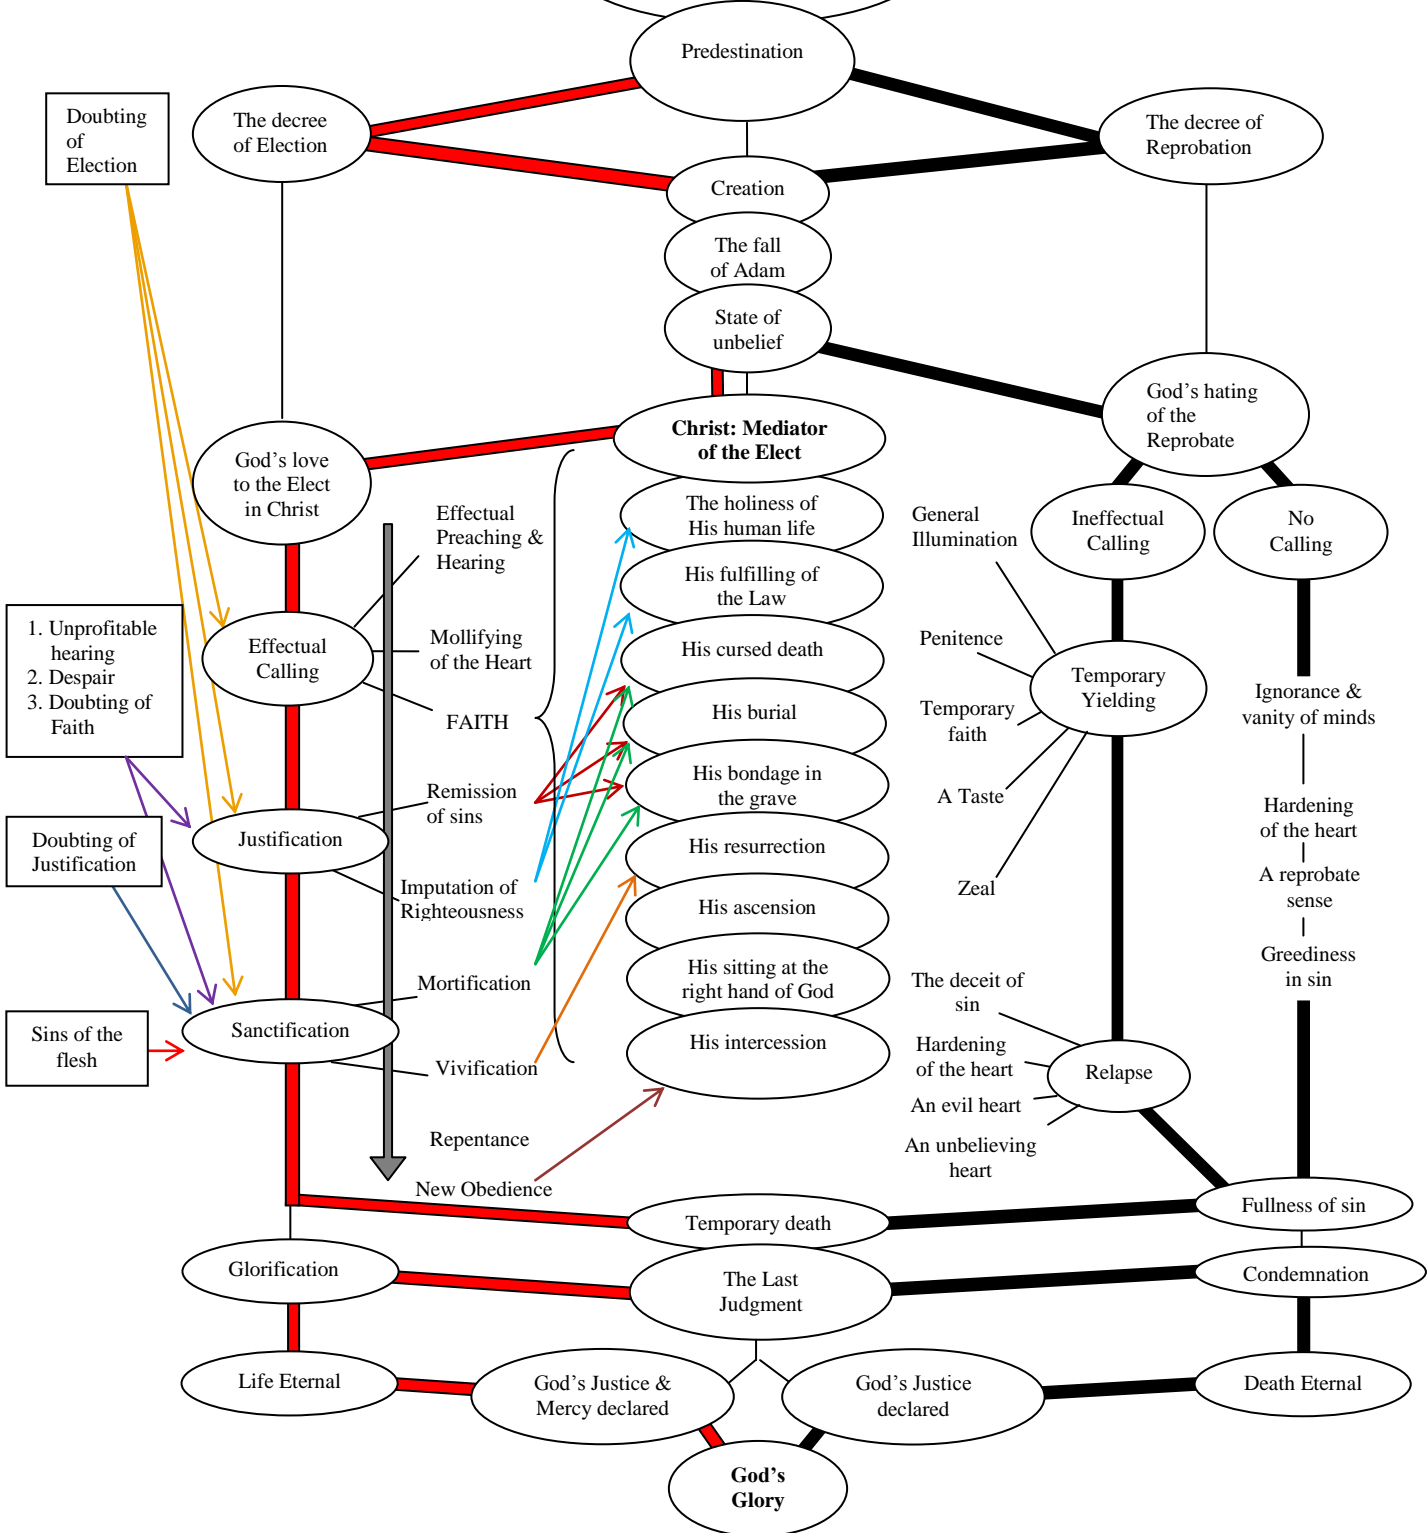 Predestination
Doubting
of
Election
The decree
of Election
The decree of
Reprobation
Creation
The fall
of Adam
State of
unbelief
God’s hating
of the
Reprobate
Christ: Mediator
of the Elect
God’s love
to the Elect
in Christ
Effectual
Preaching &
Hearing
The holiness of
His human life
General
Illumination
Ineffectual
Calling
No
Calling
His fulfilling of
the Law
1. Unprofitable
hearing
2. Despair
3. Doubting of
Faith
Effectual
Calling
Mollifying
of the Heart
His cursed death
Penitence
Temporary
Yielding
Ignorance &
vanity of minds
FAITH
His burial
Temporary
faith
His bondage in
the grave
Remission
of sins
A Taste
Hardening
of the heart
Doubting of
Justification
Justification
His resurrection
A reprobate
sense
Imputation of
Righteousness
Zeal
His ascension
Greediness
in sin
Mortification
His sitting at the
right hand of God
The deceit of
sin
Sins of the
flesh
Sanctification
His intercession
Hardening
of the heart
Relapse
Vivification
An evil heart
Repentance
An unbelieving
heart
New Obedience
Temporary death
Fullness of sin
Glorification
The Last
Judgment
Condemnation
Life Eternal
God’s Justice &
Mercy declared
God’s Justice
declared
Death Eternal
God’s
Glory